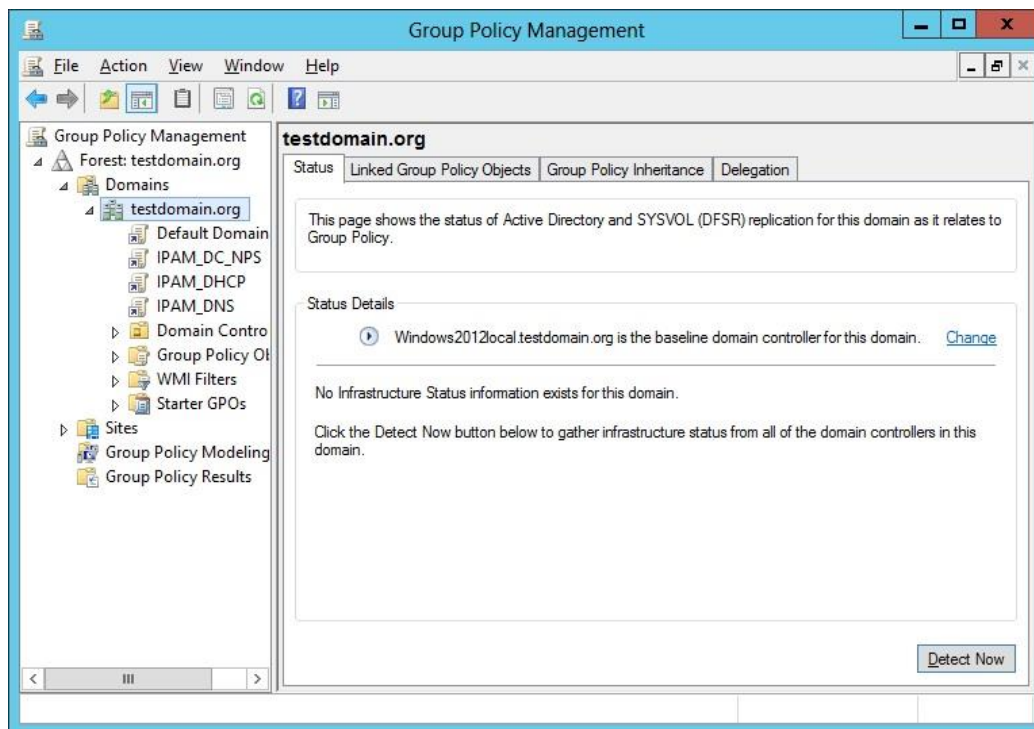 Group Policy Management
File Action View Window Help
Group Policy Management
Forest: testdomain.org
Domains
testdomain.org
Default Domain
IPAM_DC_NPS
IPAM_DHCP
IPAM_DNS
Domain Contro
Group Policy Ob
WMI Filters
Starter GPOs
Sites
Group Policy Modeling
Group Policy Results
testdomain.org
Status Linked Group Policy Objects Group Policy Inheritance Delegation
This page shows the status of Active Directory and SYSVOL (DFSR) replication for this domain as it relates to
Group Policy.
Status Details
Windows2012local.testdomain.org is the baseline domain controller for this domain. Change
No Infrastructure Status information exists for this domain.
Click the Detect Now button below to gather infrastructure status from all of the domain controllers in this
domain.
Detect Now